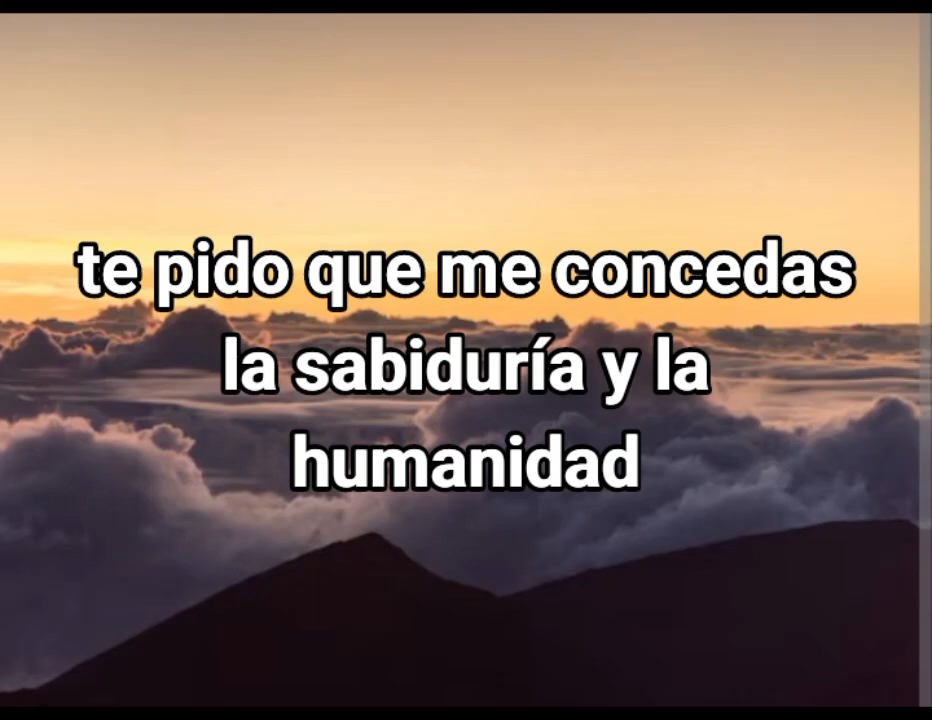 te pido que me concedas
la sabiduría y la
humanidad